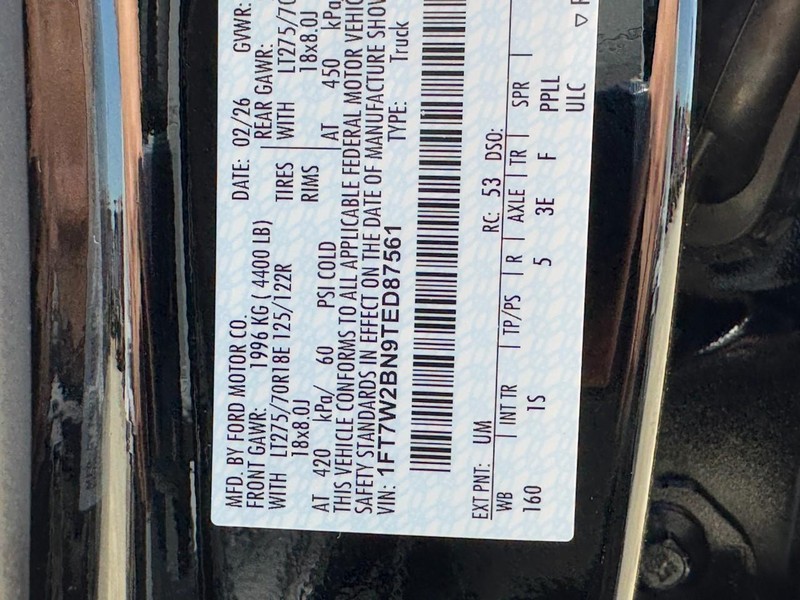 MFD. BY FORD MOTOR CO. DATE: 02/26 GVWR:
FRONT GAWR: 1996 KG ( 4400 LB) REAR GAWR:
WITH LT275/70R18E 125/122R TIRES WITH LT275/70
18x8.0J RIMS 18x8.0J
AT 420 kPa/ 60 PSI COLD AT 450 kPa
THIS VEHICLE CONFORMS TO ALL APPLICABLE FEDERAL MOTOR VEHIC
SAFETY STANDARDS IN EFFECT ON THE DATE OF MANUFACTURE SHOW
VIN: 1FT7W2BN9TED87561 TYPE: Truck
EXT PNT: UM RC: 53 DSO:
WB INT TR TP/PS R AXLE TR SPR
160 1S 5 3E F PPLL
ULC